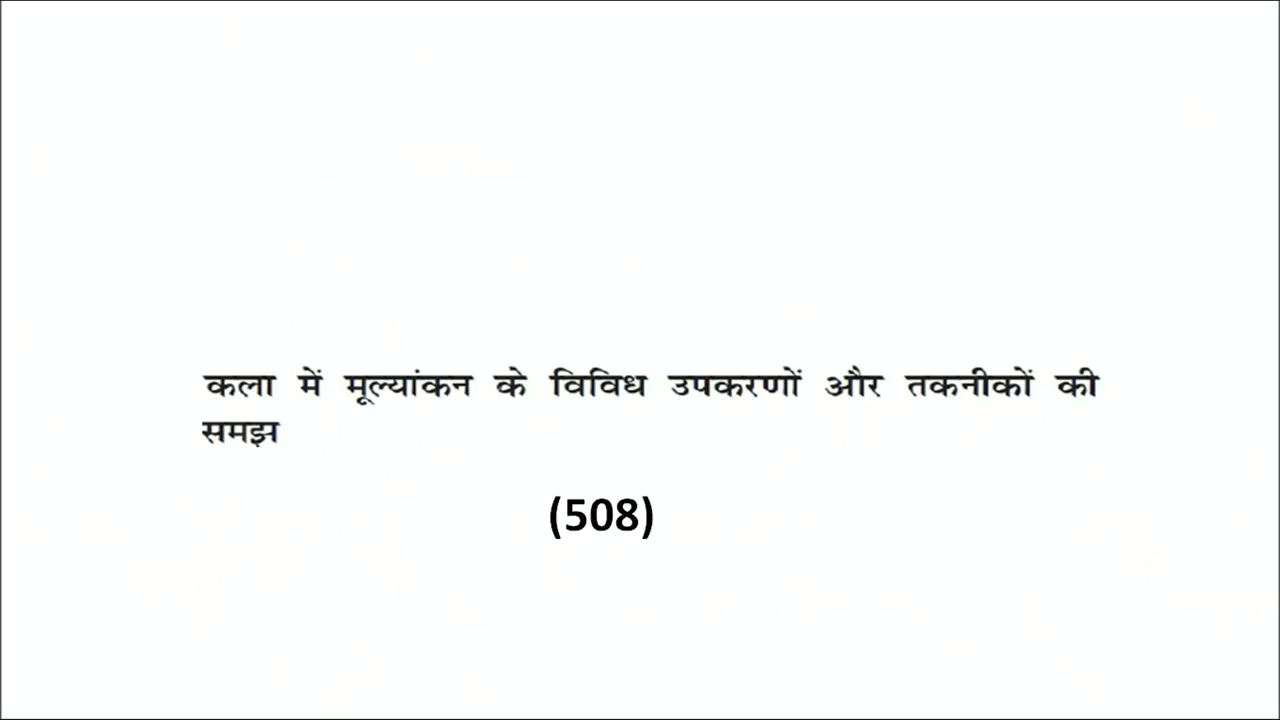 कला में मूल्यांकन के विविध उपकरणों और तकनीकों की
समझ
(508)